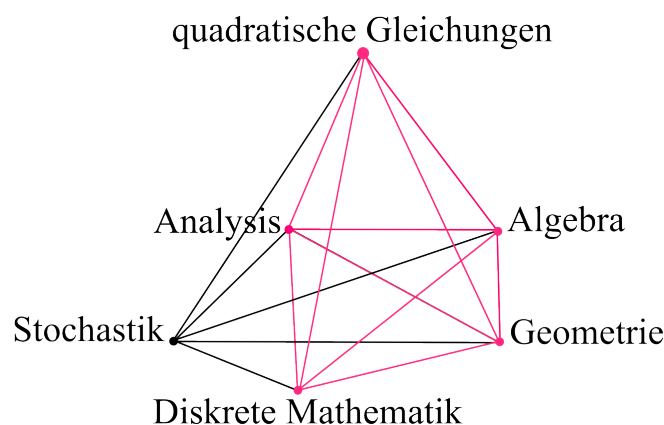 quadratische Gleichungen
Analysis
Algebra
Stochastik
Geometrie
Diskrete Mathematik